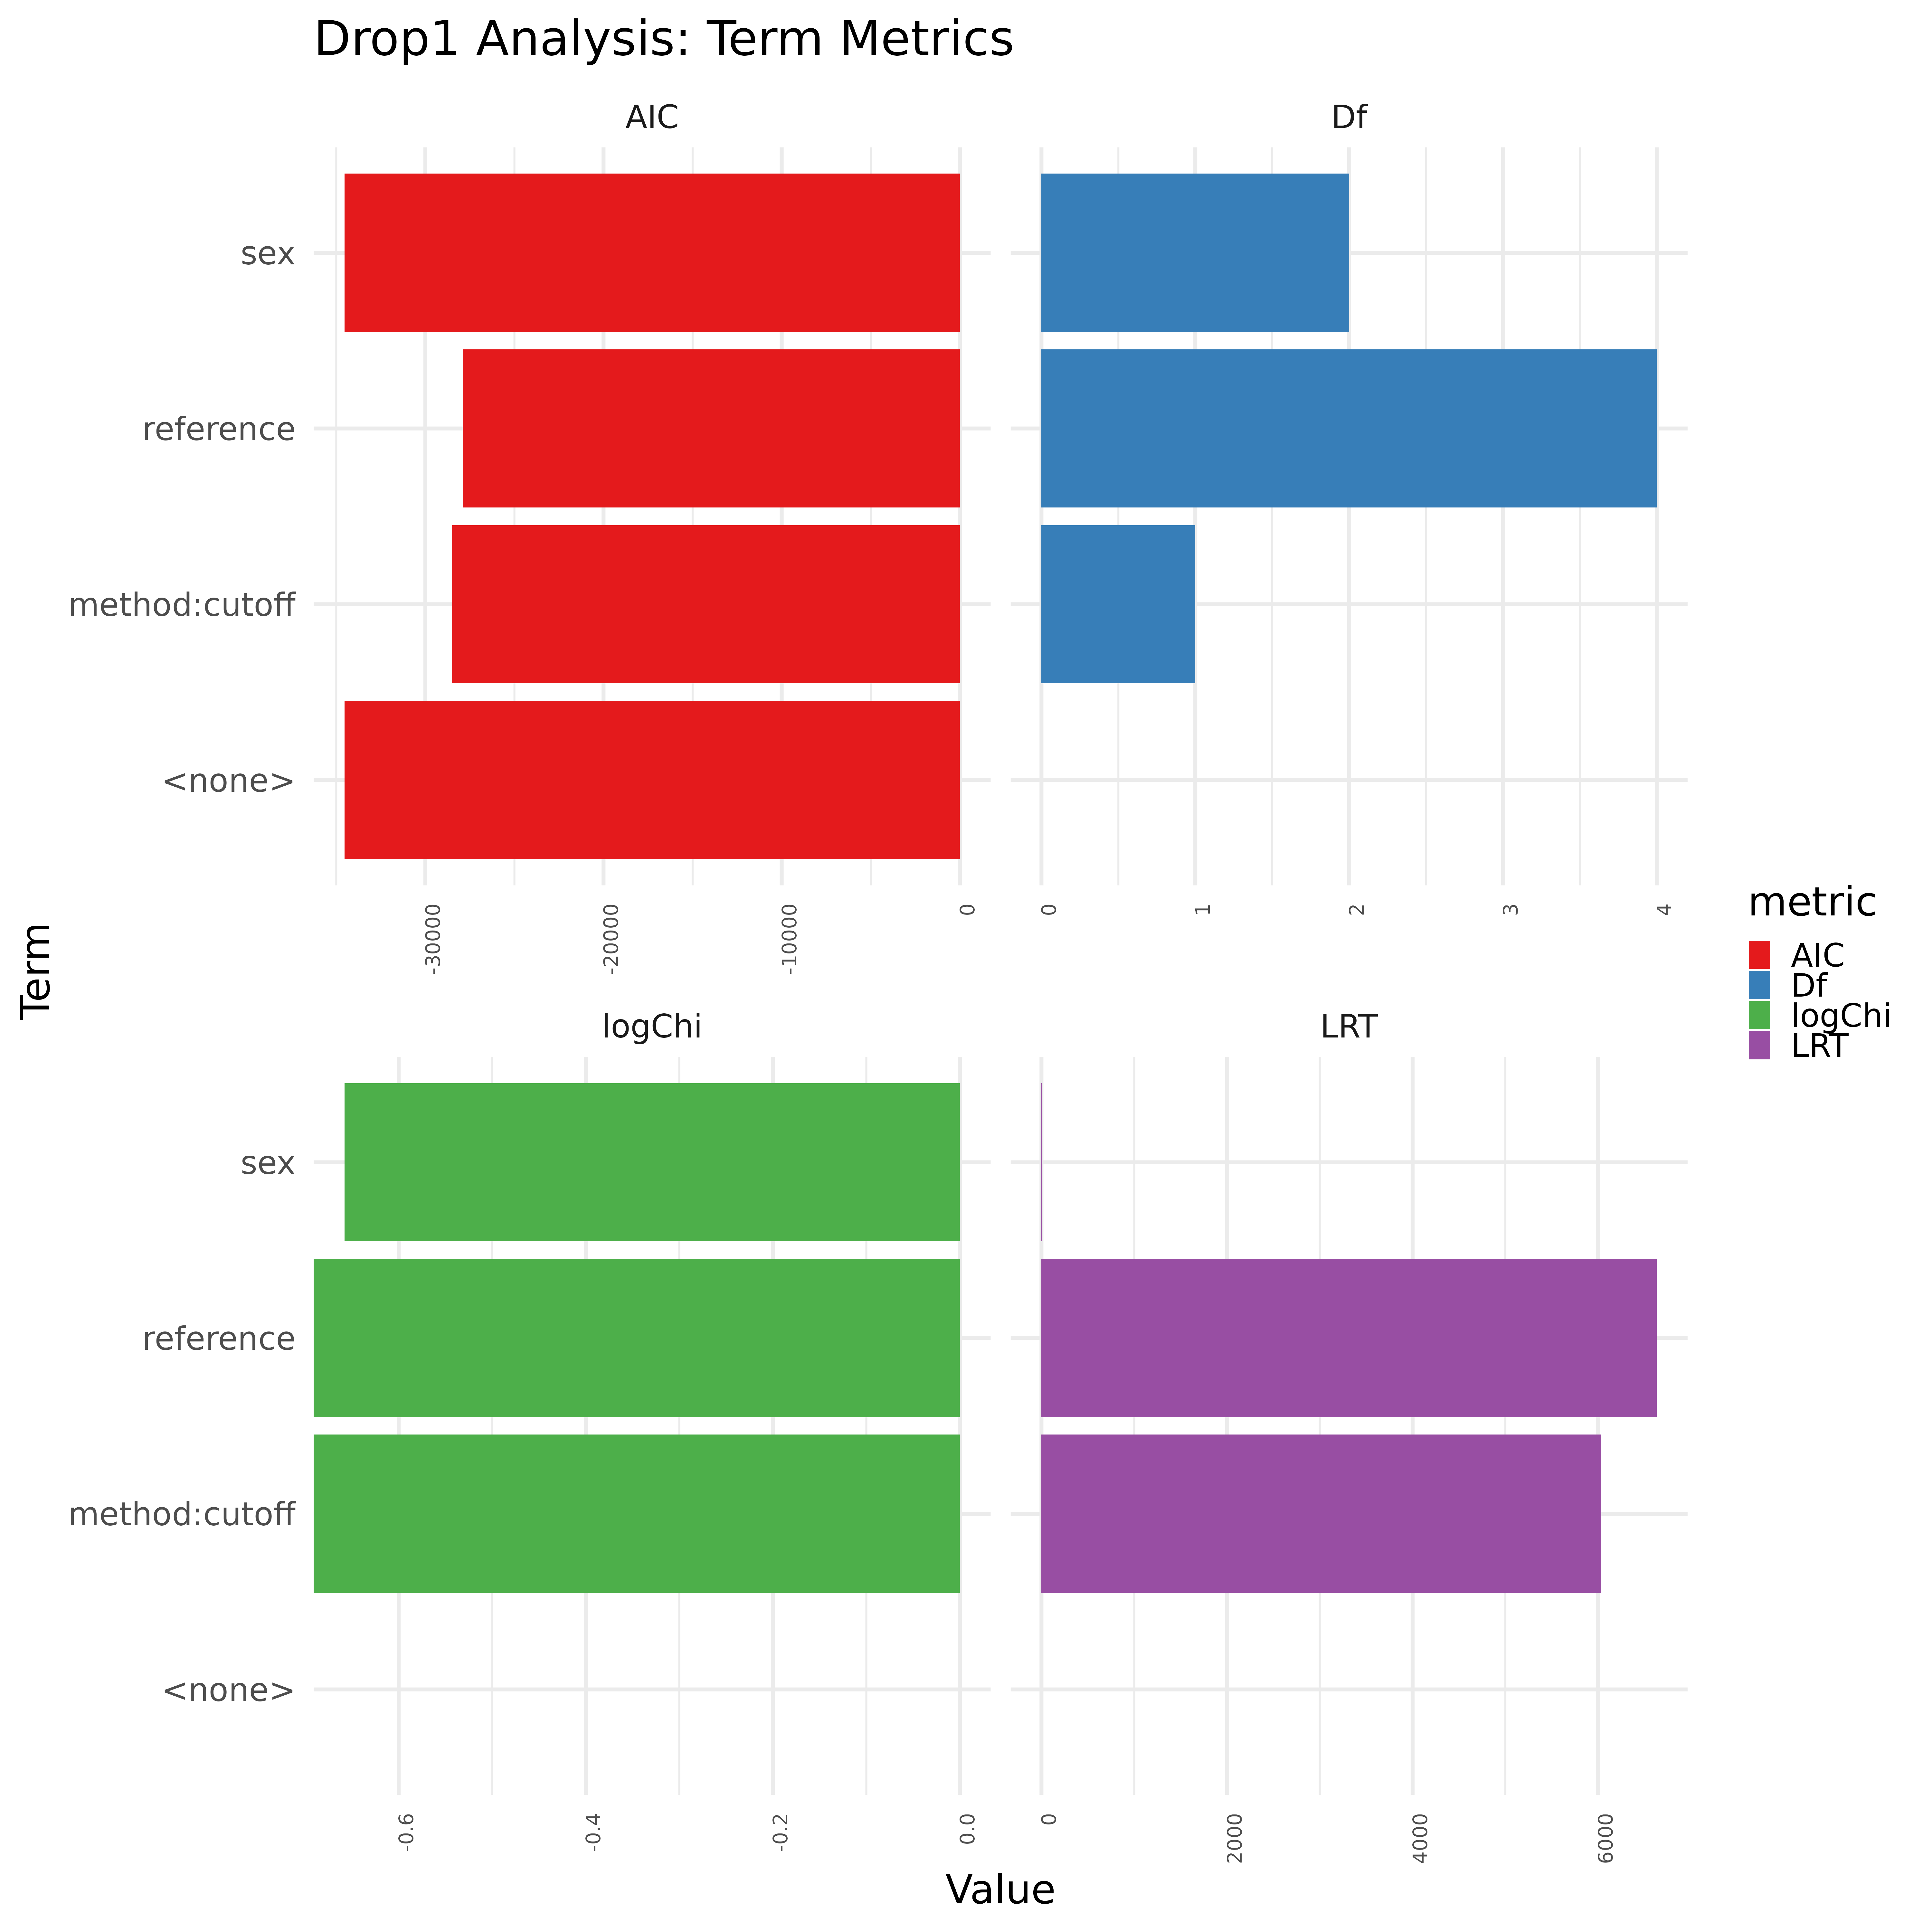 Drop1 Analysis: Term Metrics
AIC
Df
sex
reference
method:cutoff
<none>
-30000
-20000
-10000
0
0
1
2
3
4
logChi
LRT
sex
reference
method:cutoff
<none>
-0.6
-0.4
-0.2
0.0
0
2000
4000
6000
Value
Term
metric
AIC
Df
logChi
LRT